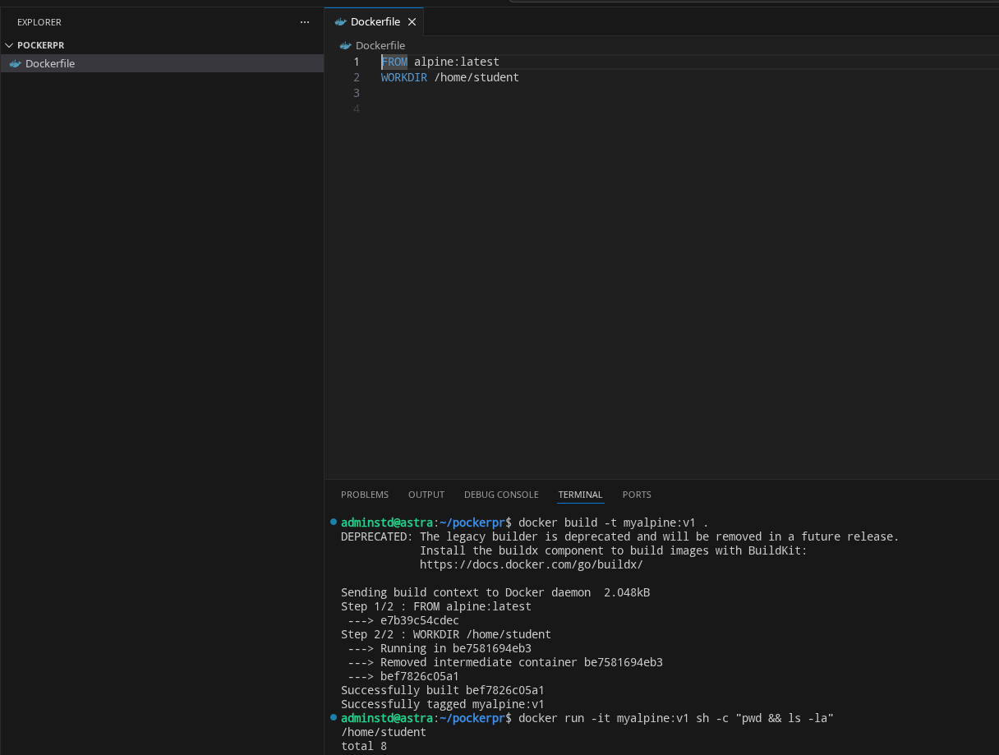 EXPLORER
POCKERPR
Dockerfile
Dockerfile
Dockerfile
1 FROM alpine:latest
2 WORKDIR /home/student
3
4
PROBLEMS OUTPUT DEBUG CONSOLE TERMINAL PORTS
adminstd@astra:~/pockerpr$ docker build -t myalpine:v1 .
DEPRECATED: The legacy builder is deprecated and will be removed in a future release.
Install the buildx component to build images with BuildKit:
https://docs.docker.com/go/buildx/
Sending build context to Docker daemon  2.048kB
Step 1/2 : FROM alpine:latest
---> e7b39c54cdec
Step 2/2 : WORKDIR /home/student
---> Running in be7581694eb3
---> Removed intermediate container be7581694eb3
---> bef7826c05a1
Successfully built bef7826c05a1
Successfully tagged myalpine:v1
adminstd@astra:~/pockerpr$ docker run -it myalpine:v1 sh -c "pwd && ls -la"
/home/student
total 8